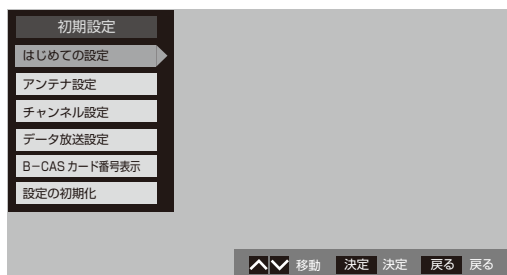 初期設定
はじめての設定
アンテナ設定
チャンネル設定
データ放送設定
B－CASカード番号表示
設定の初期化
移動 決定 決定 戻る 戻る